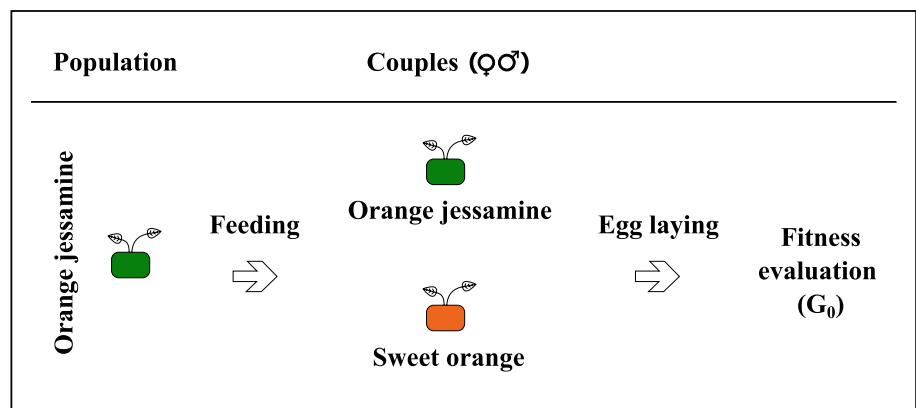 Population
Couples (♀♂)
Orange jessamine
Feeding
Orange jessamine
Sweet orange
Egg laying
Fitness
evaluation
(G₀)